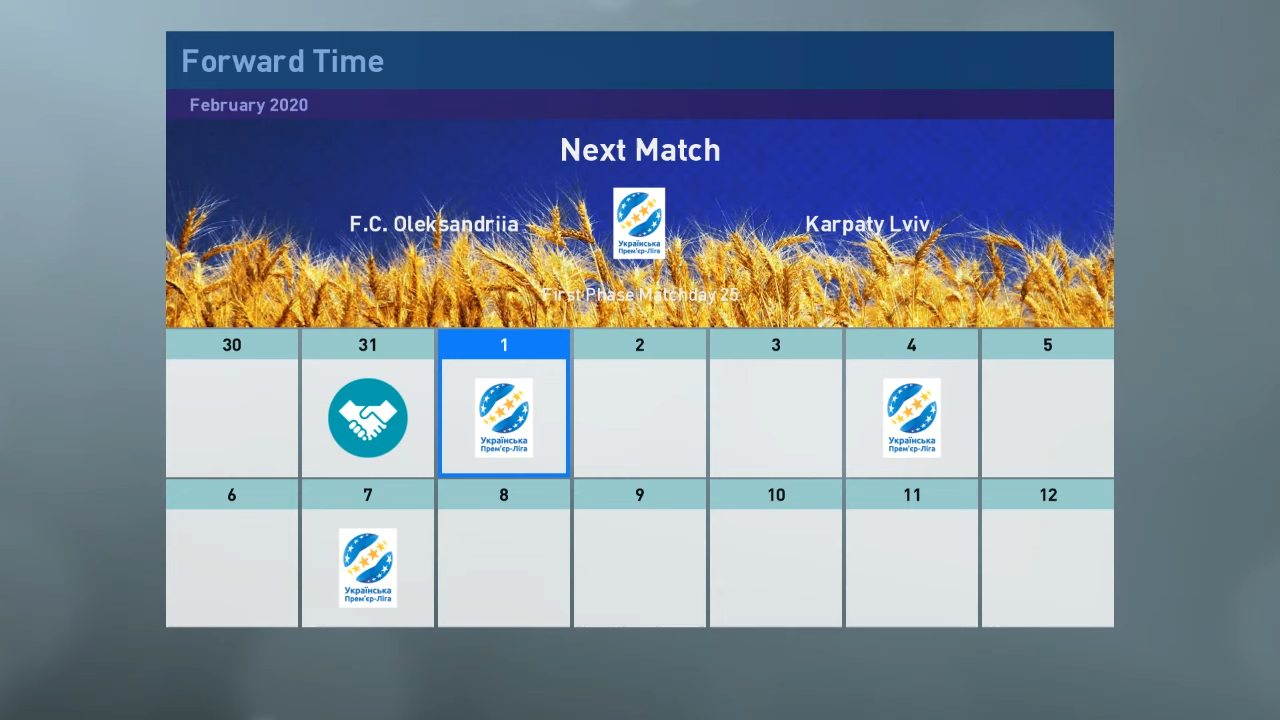 Forward Time
February 2020
Next Match
F.C. Oleksandriia
Українська
Прем'єр-Ліга
Karpaty Lviv
First Phase Matchday 25
30 31 1 2 3 4 5
Українська
Прем'єр-Ліга
Українська
Прем'єр-Ліга
6 7 8 9 10 11 12
Українська
Прем'єр-Ліга